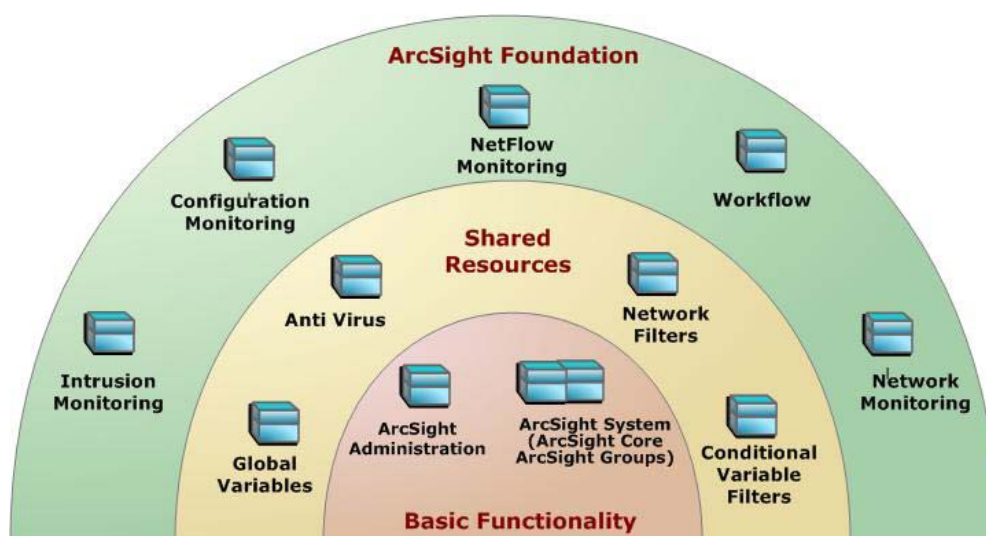 ArcSight Foundation
NetFlow
Monitoring
Configuration
Monitoring
Workflow
Intrusion
Monitoring
Network
Monitoring
Shared
Resources
Anti Virus
Network
Filters
Global
Variables
Conditional
Variable
Filters
ArcSight
Administration
ArcSight System
(ArcSight Core
ArcSight Groups)
Basic Functionality